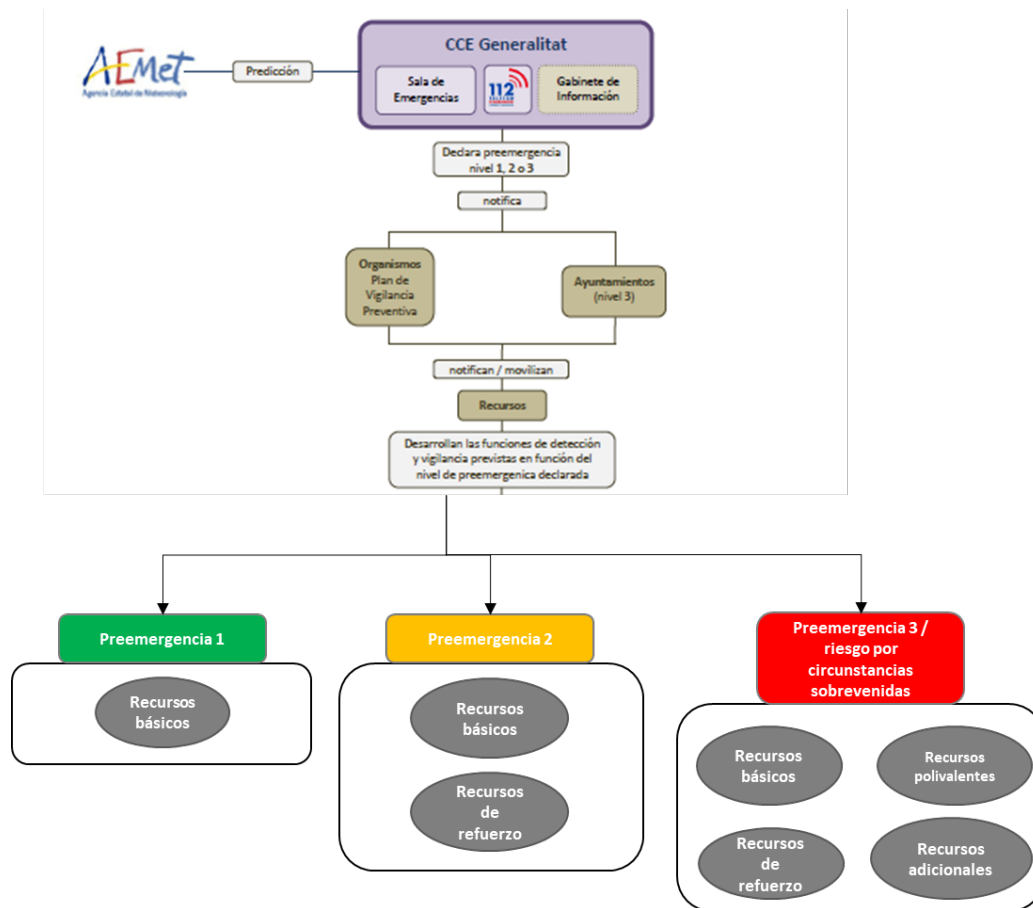 AEMet
Agencia Estatal de Meteorología
Predicción
CCE Generalitat
Sala de
Emergencias
112
Gabinete de
Información
Declara preemergencia
nivel 1, 2 o 3
notifica
Organismos
Plan de
Vigilancia
Preventiva
Ayuntamientos
(nivel 3)
notifican / movilizan
Recursos
Desarrollan las funciones de detección
y vigilancia previstas en función del
nivel de preemergenica declarada
Preemergencia 1
Recursos
básicos
Preemergencia 2
Recursos
básicos
Recursos
de
refuerzo
Preemergencia 3 /
riesgo por
circunstancias
sobrevenidas
Recursos
básicos
Recursos
polivalentes
Recursos
de
refuerzo
Recursos
adicionales